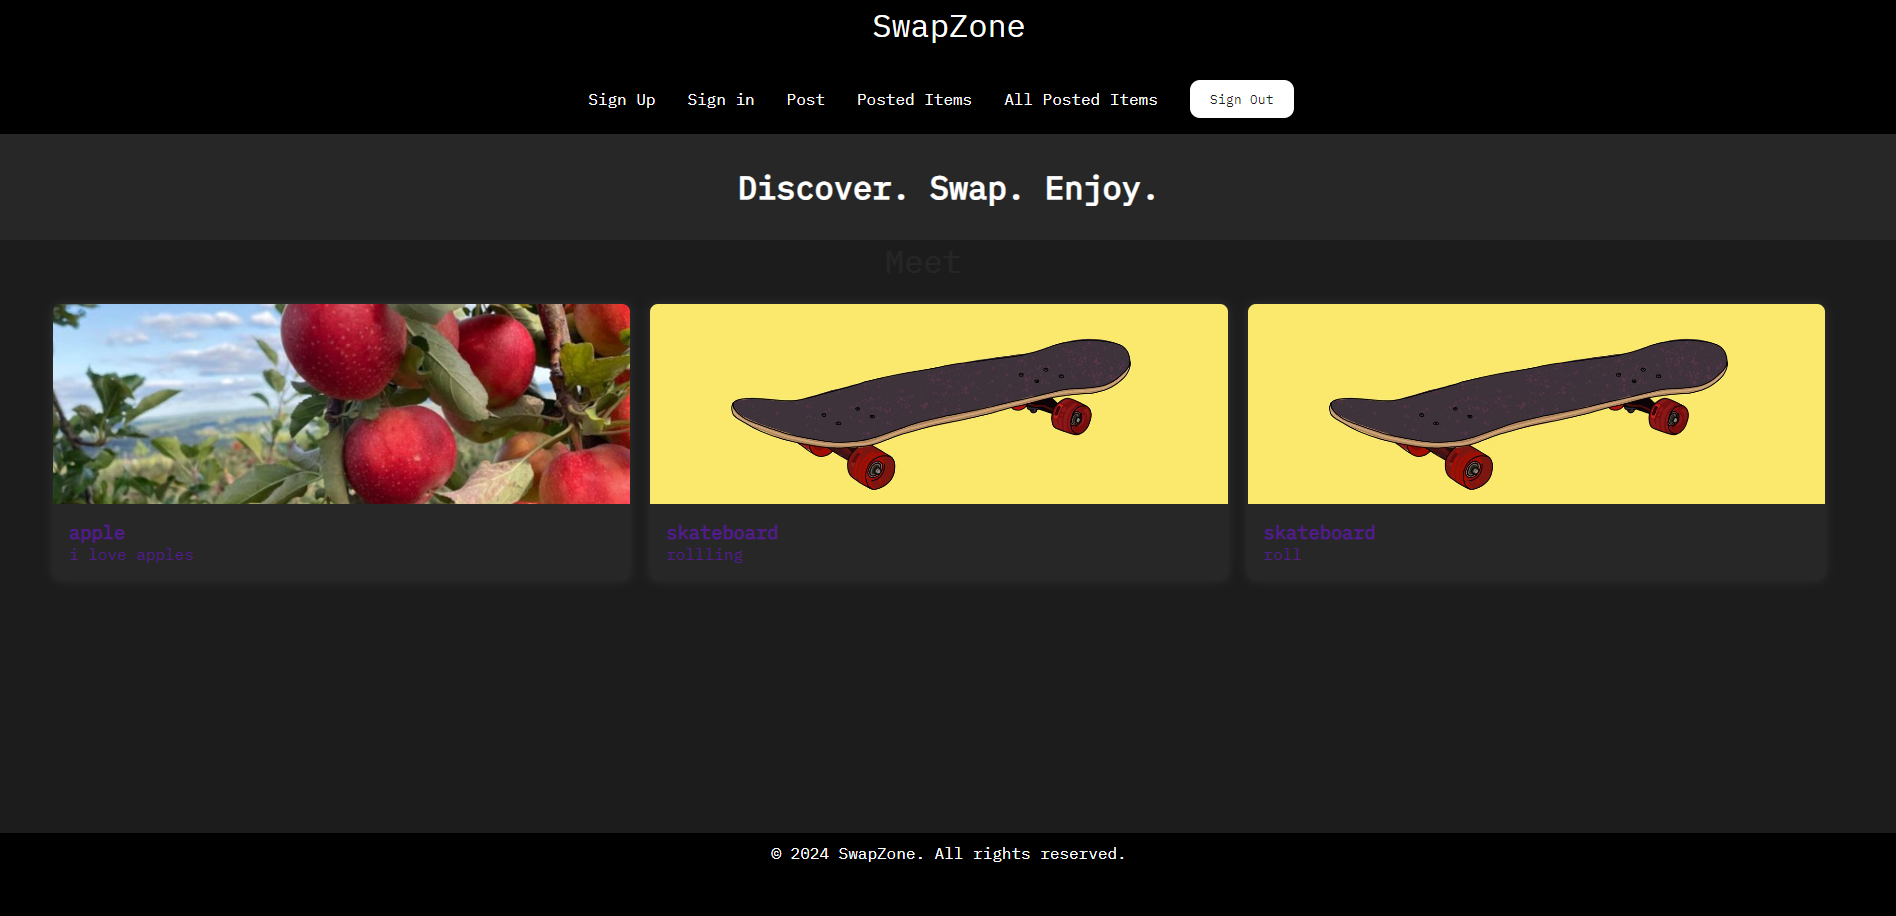 SwapZone
Sign Up Sign in Post Posted Items All Posted Items Sign Out
Discover. Swap. Enjoy.
Meet
apple
i love apples
skateboard
rollling
skateboard
roll
© 2024 SwapZone. All rights reserved.